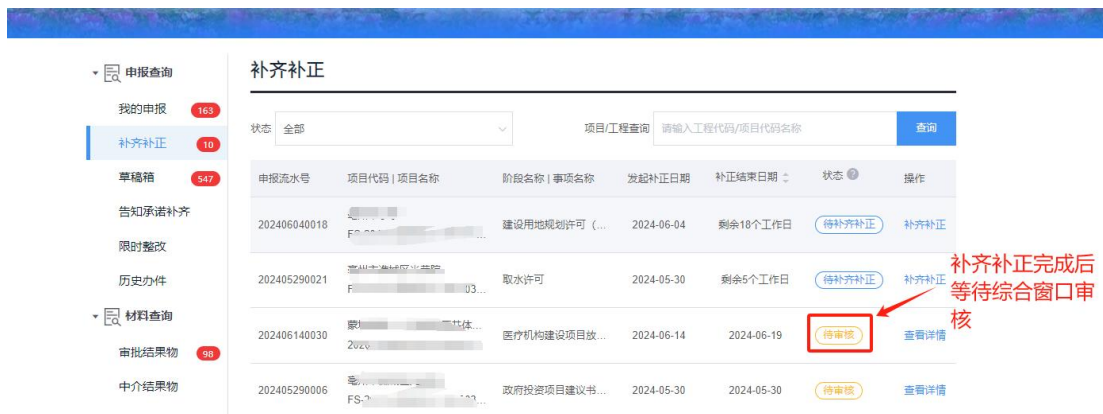 申报查询
我的申报 163
补齐补正 10
草稿箱 547
告知承诺补齐
限时整改
历史办件
材料查询
审批结果物 98
中介结果物
补齐补正
状态 全部 项目/工程查询 请输入工程代码/项目代码名称 查询
申报流水号 项目代码 | 项目名称 阶段名称 | 事项名称 发起补正日期 补正结束日期 状态 操作
202406040018 建设用地规划许可（... 2024-06-04 剩余18个工作日 待补齐补正 补齐补正
202405290021 取水许可 2024-05-30 剩余5个工作日 待补齐补正 补齐补正
03...
202406140030 医疗机构建设项目放... 2024-06-14 2024-06-19 待审核 查看详情
202405290006 政府投资项目建议书... 2024-05-30 2024-05-30 待审核 查看详情
补齐补正完成后
等待综合窗口审
核